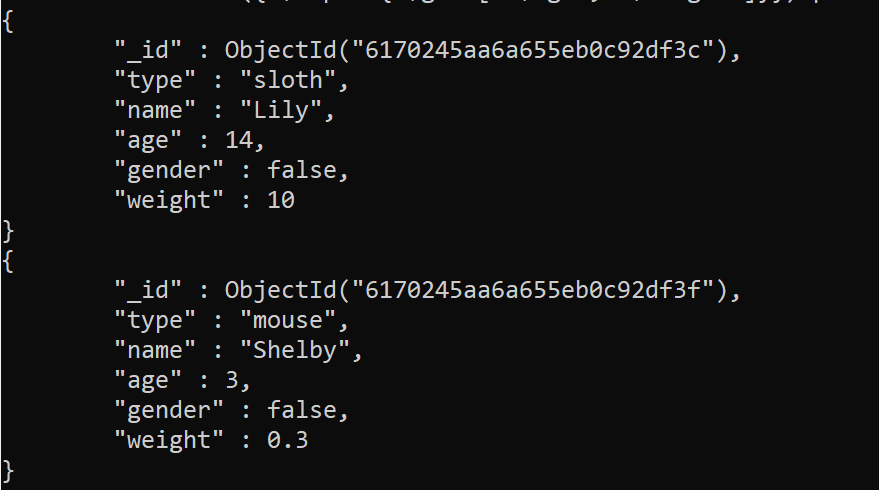 {
"_id" : ObjectId("6170245aa6a655eb0c92df3c"),
"type" : "sloth",
"name" : "Lily",
"age" : 14,
"gender" : false,
"weight" : 10
}
{
"_id" : ObjectId("6170245aa6a655eb0c92df3f"),
"type" : "mouse",
"name" : "Shelby",
"age" : 3,
"gender" : false,
"weight" : 0.3
}